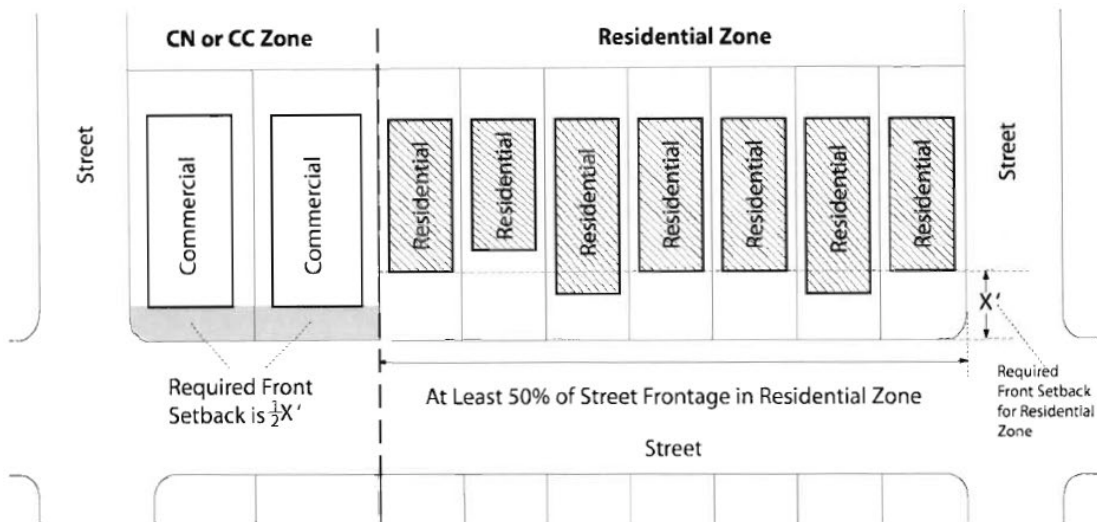 CN or CC Zone
Residential Zone
Street
Commercial
Commercial
Residential
Residential
Residential
Residential
Residential
Residential
Residential
Street
X'
Required Front
Setback is ½X'
At Least 50% of Street Frontage in Residential Zone
Required
Front Setback
for Residential
Zone
Street